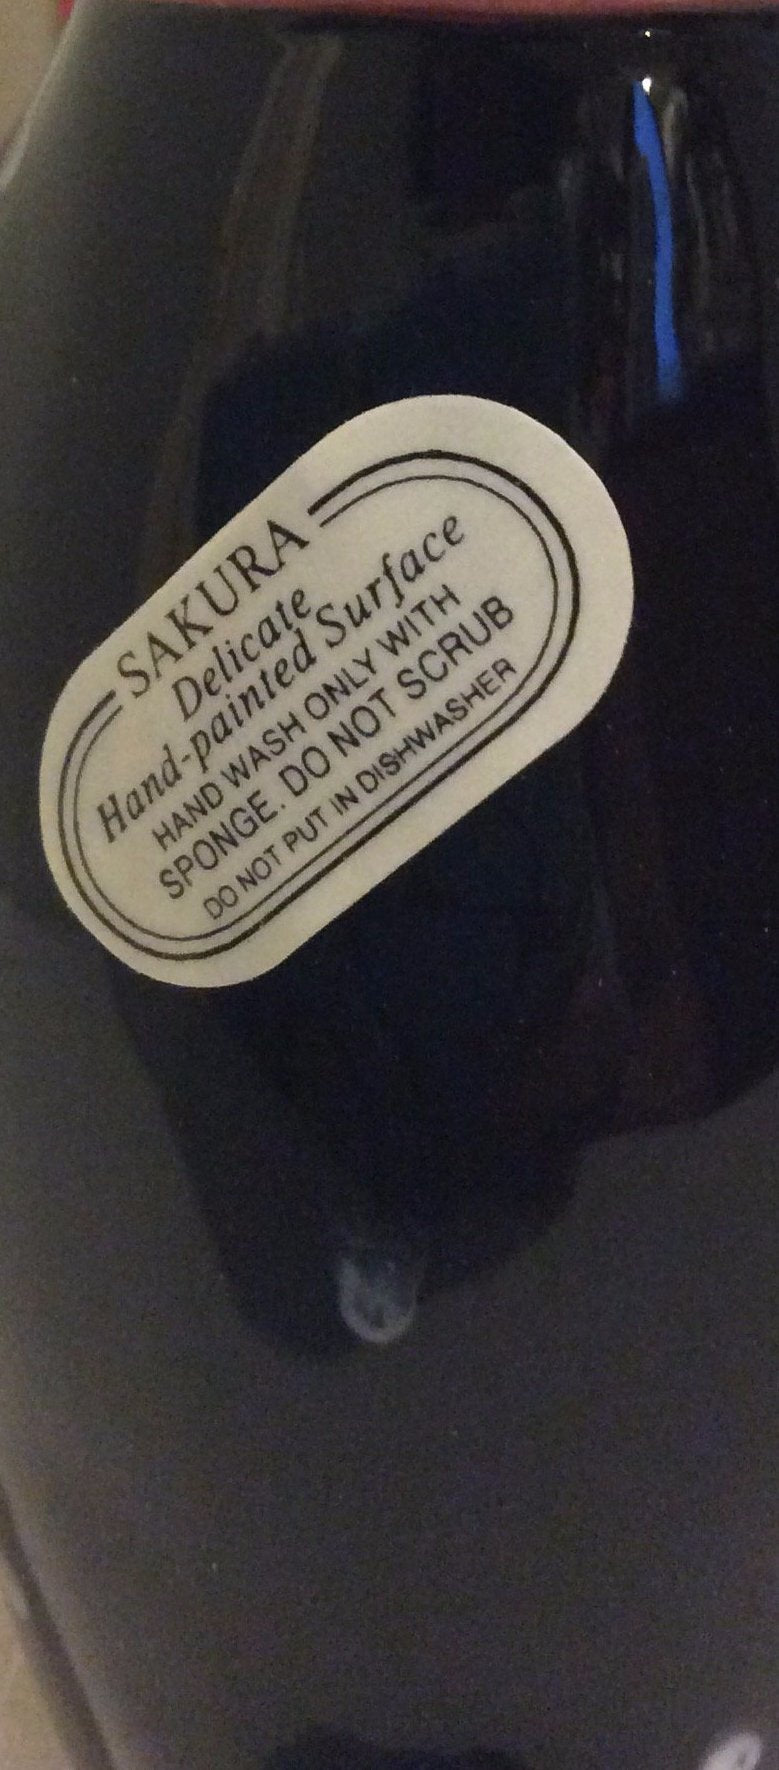 SAKURA
Delicate
Hand-painted Surface
HAND WASH ONLY WITH
SPONGE. DO NOT SCRUB
DO NOT PUT IN DISHWASHER